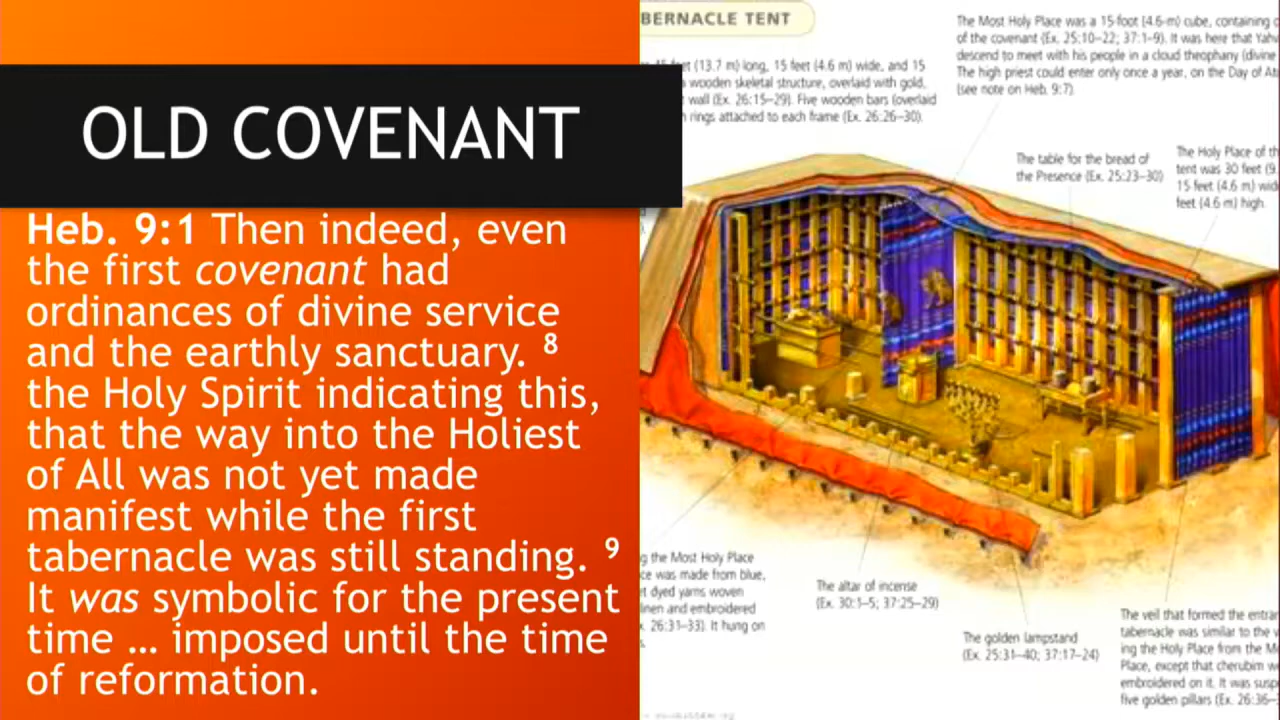 OLD COVENANT
Heb. 9:1 Then indeed, even
the first covenant had
ordinances of divine service
and the earthly sanctuary. 8
the Holy Spirit indicating this,
that the way into the Holiest
of All was not yet made
manifest while the first
tabernacle was still standing. 9
It was symbolic for the present
time … imposed until the time
of reformation.
BERNACLE TENT
feet (13.7 m) long, 15 feet (4.6 m) wide, and 15
wooden skeletal structure, overlaid with gold,
wall (Ex. 26:15–29). Five wooden bars (overlaid
rings attached to each frame (Ex. 26:26–30).
The Most Holy Place was a 15-foot (4.6-m) cube, containing
of the covenant (Ex. 25:10–22; 37:1–9). It was here that Yah
descend to meet with his people in a cloud theophany (divine
The high priest could enter only once a year, on the Day of At
(see note on Heb. 9:7).
The table for the bread of
the Presence (Ex. 25:23–30)
The Holy Place of th
tent was 30 feet (9.
15 feet (4.6 m) wid
feet (4.6 m) high.
g the Most Holy Place
ce was made from blue,
dyed yarns woven
linen and embroidered
26:31–33). It hung on
The altar of incense
(Ex. 30:1–5; 37:25–29)
The golden lampstand
(Ex. 25:31–40; 37:17–24)
The veil that formed the entran
tabernacle was similar to the v
ing the Holy Place from the Mo
Place, except that cherubim w
embroidered on it. It was susp
five golden pillars (Ex. 26:36–